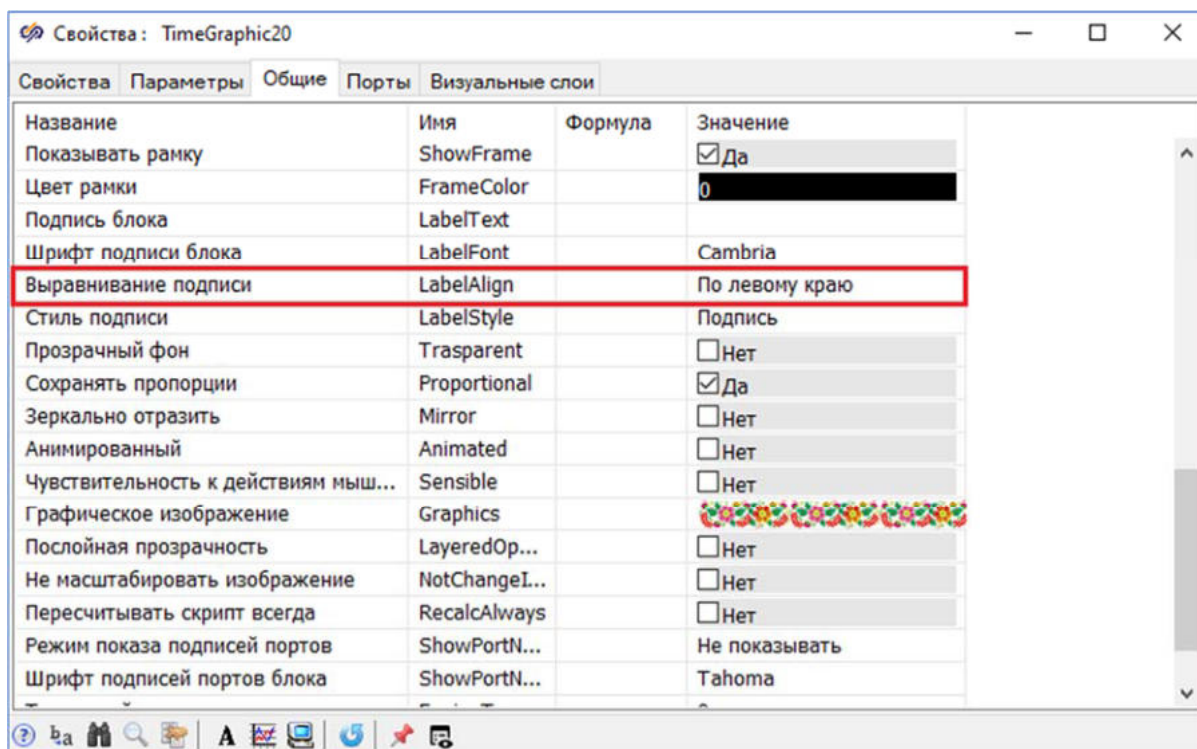 Свойства: TimeGraphic20
Свойства Параметры Общие Порты Визуальные слои
Название Имя Формула Значение
Показывать рамку ShowFrame Да
Цвет рамки FrameColor 0
Подпись блока LabelText
Шрифт подписи блока LabelFont Cambria
Выравнивание подписи LabelAlign По левому краю
Стиль подписи LabelStyle Подпись
Прозрачный фон Trasparent Нет
Сохранять пропорции Proportional Да
Зеркально отразить Mirror Нет
Анимированный Animated Нет
Чувствительность к действиям мыш... Sensible Нет
Графическое изображение Graphics
Послойная прозрачность LayeredOp... Нет
Не масштабировать изображение NotChangeI... Нет
Пересчитывать скрипт всегда RecalcAlways Нет
Режим показа подписей портов ShowPortN... Не показывать
Шрифт подписей портов блока ShowPortN... Tahoma